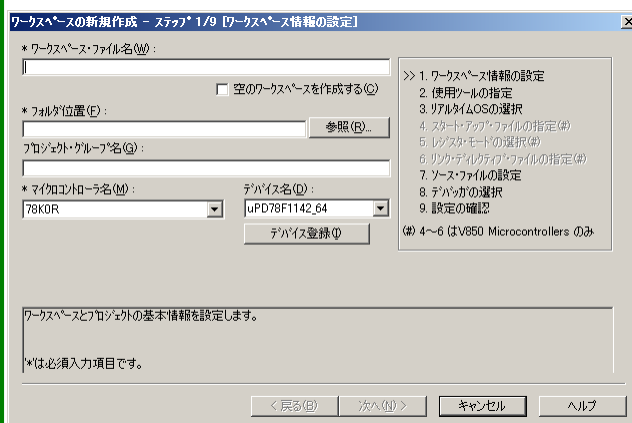 ワークスペースの新規作成 - ステップ 1/9 [ワークスペース情報の設定]
* ワークスペース・ファイル名(W) :
空のワークスペースを作成する(C)
* フォルダ位置(F) :
参照(R)...
プロジェクト・グループ名(G) :
* マイクロコントローラ名(M) :
デバイス名(D) :
78K0R
uPD78F1142_64
デバイス登録(I)
>> 1. ワークスペース情報の設定
2. 使用ツールの指定
3. リアルタイムOSの選択
4. スタート・アップ・ファイルの指定(#)
5. レジスタ・モードの選択(#)
6. リンク・ディレクティブ・ファイルの指定(#)
7. ソース・ファイルの設定
8. デバッガの選択
9. 設定の確認
(#) 4～6 はV850 Microcontrollers のみ
ワークスペースとプロジェクトの基本情報を設定します。
'*'は必須入力項目です。
< 戻る(B)
次へ(N) >
キャンセル
ヘルプ